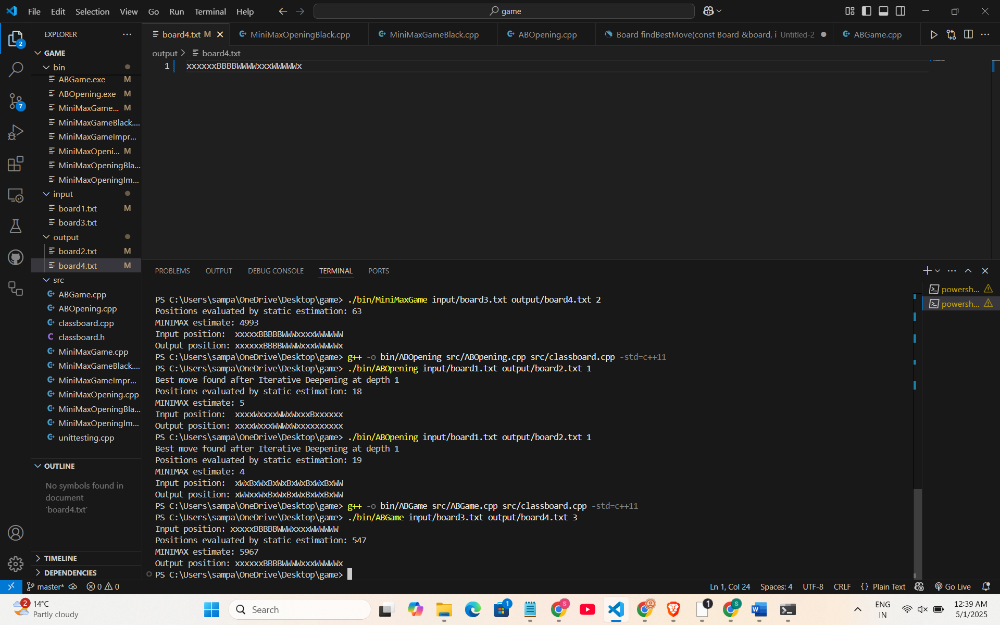 File Edit Selection View Go Run Terminal Help
game
EXPLORER
board4.txt M
MiniMaxOpeningBlack.cpp
MiniMaxGameBlack.cpp
ABOpening.cpp
Board findBestMove(const Board &board, i Untitled-2
ABGame.cpp
GAME
bin
ABGame.exe M
ABOpening.exe M
MiniMaxGame... M
MiniMaxGameBlack....
MiniMaxGameImpr...
MiniMaxOpeni... M
MiniMaxOpeningBla...
MiniMaxOpeningIm...
input
board1.txt M
board3.txt
output
board2.txt M
board4.txt M
src
ABGame.cpp
ABOpening.cpp
classboard.cpp
C classboard.h
MiniMaxGame.cpp
MiniMaxGameBlack....
MiniMaxGameImpr...
MiniMaxOpening.cpp
MiniMaxOpeningBla...
MiniMaxOpeningIm...
unittesting.cpp
OUTLINE
No symbols found in
document
'board4.txt'
TIMELINE
DEPENDENCIES
2
7
output > board4.txt
1 xxxxxxBBBBWWWWxxxWWWWWx
PROBLEMS OUTPUT DEBUG CONSOLE TERMINAL PORTS
powersh...
powersh...
PS C:\Users\sampa\OneDrive\Desktop\game> ./bin/MiniMaxGame input/board3.txt output/board4.txt 2
Positions evaluated by static estimation: 63
MINIMAX estimate: 4993
Input position:  xxxxxBBBBBWWWxxxxWWWWWW
Output position: xxxxxxBBBBWWWWxxxWWWWWx
PS C:\Users\sampa\OneDrive\Desktop\game> g++ -o bin/ABOpening src/ABOpening.cpp src/classboard.cpp -std=c++11
PS C:\Users\sampa\OneDrive\Desktop\game> ./bin/ABOpening input/board1.txt output/board2.txt 1
Best move found after Iterative Deepening at depth 1
Positions evaluated by static estimation: 18
MINIMAX estimate: 5
Input position:  xxxxWxxxxWWxWxxxBxxxxxx
Output position: xxxxWxxxWWWxWxxxxxxxxxx
PS C:\Users\sampa\OneDrive\Desktop\game> ./bin/ABOpening input/board1.txt output/board2.txt 1
Best move found after Iterative Deepening at depth 1
Positions evaluated by static estimation: 19
MINIMAX estimate: 4
Input position:  xWxBxWxBxWxBxWxBxWxBxWW
Output position: xWWxxWxBxWxBxWxBxWxBxWW
PS C:\Users\sampa\OneDrive\Desktop\game> g++ -o bin/ABGame src/ABGame.cpp src/classboard.cpp -std=c++11
PS C:\Users\sampa\OneDrive\Desktop\game> ./bin/ABGame input/board3.txt output/board4.txt 3
Input position: xxxxxBBBBBWWWxxxxWWWWWW
Positions evaluated by static estimation: 547
MINIMAX estimate: 5967
Output position: xxxxxxBBBBWWWWxxxWWWWWx
PS C:\Users\sampa\OneDrive\Desktop\game>
master* 0 0
Ln 1, Col 24 Spaces: 4 UTF-8 CRLF {} Plain Text Go Live
2
14°C
Partly cloudy
Search
1
S
1
S
ENG
IN
12:39 AM
5/1/2025